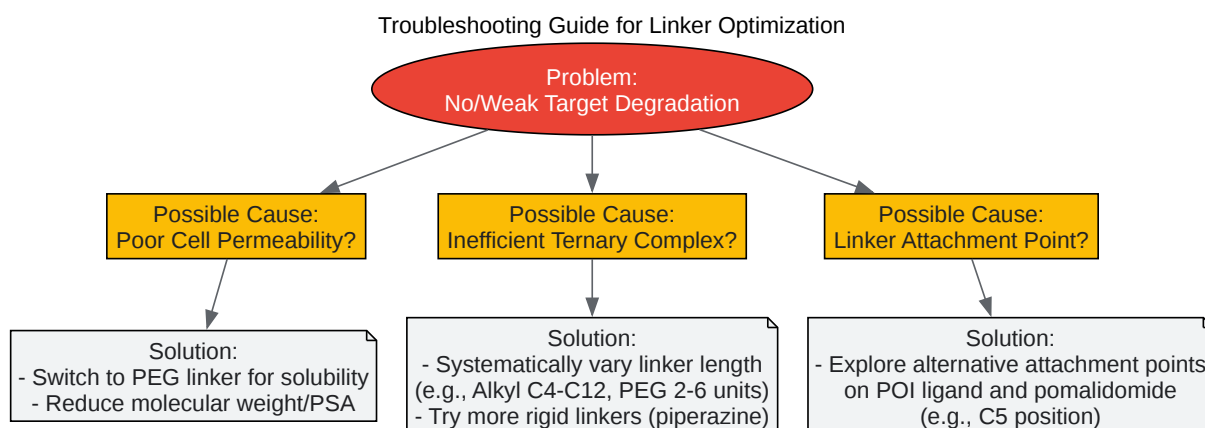 Troubleshooting Guide for Linker Optimization
Problem:
No/Weak Target Degradation
Possible Cause:
Poor Cell Permeability?
Possible Cause:
Inefficient Ternary Complex?
Possible Cause:
Linker Attachment Point?
Solution:
- Switch to PEG linker for solubility
- Reduce molecular weight/PSA
Solution:
- Systematically vary linker length
(e.g., Alkyl C4-C12, PEG 2-6 units)
- Try more rigid linkers (piperazine)
Solution:
- Explore alternative attachment points
on POI ligand and pomalidomide
(e.g., C5 position)